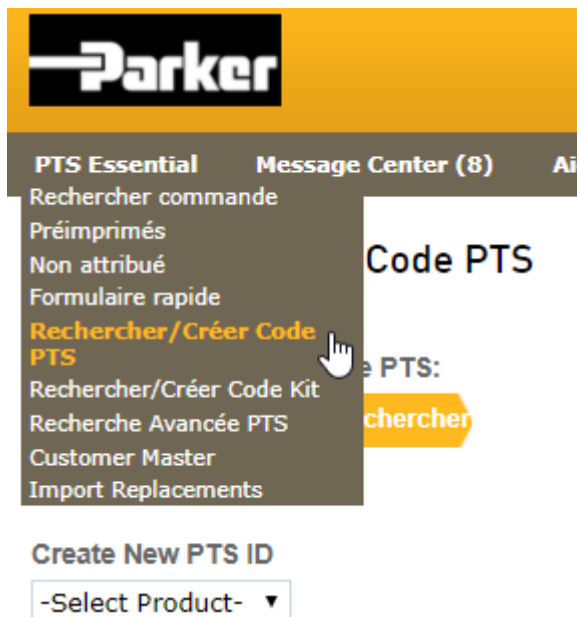 Parker
PTS Essential Message Center (8) Ai
Rechercher commande
Préimprimés
Non attribué
Formulaire rapide
Rechercher/Créer Code
PTS
Rechercher/Créer Code Kit
Recherche Avancée PTS
Customer Master
Import Replacements
Code PTS
e PTS:
chercher
Create New PTS ID
-Select Product-